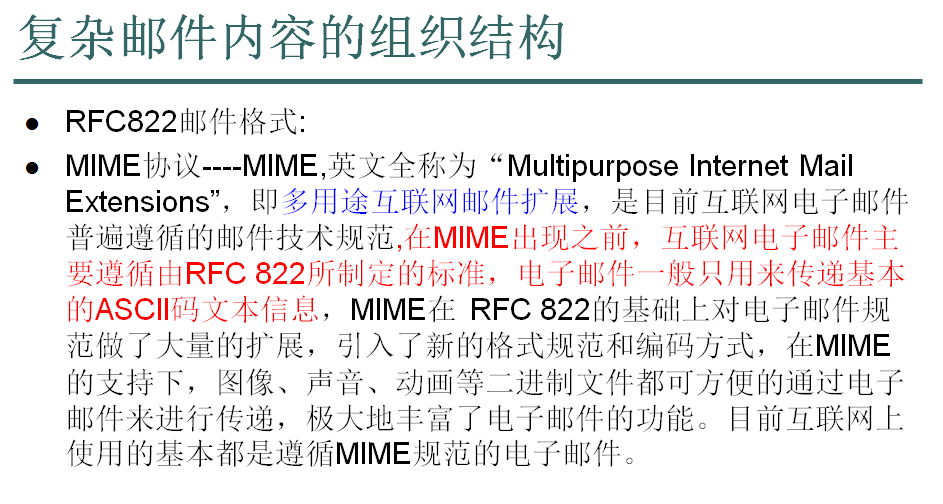 复杂邮件内容的组织结构
● RFC822邮件格式:
● MIME协议----MIME,英文全称为“Multipurpose Internet Mail
Extensions”，即多用途互联网邮件扩展，是目前互联网电子邮件
普遍遵循的邮件技术规范,在MIME出现之前，互联网电子邮件主
要遵循由RFC 822所制定的标准，电子邮件一般只用来传递基本
的ASCII码文本信息，MIME在 RFC 822的基础上对电子邮件规
范做了大量的扩展，引入了新的格式规范和编码方式，在MIME
的支持下，图像、声音、动画等二进制文件都可方便的通过电子
邮件来进行传递，极大地丰富了电子邮件的功能。目前互联网上
使用的基本都是遵循MIME规范的电子邮件。